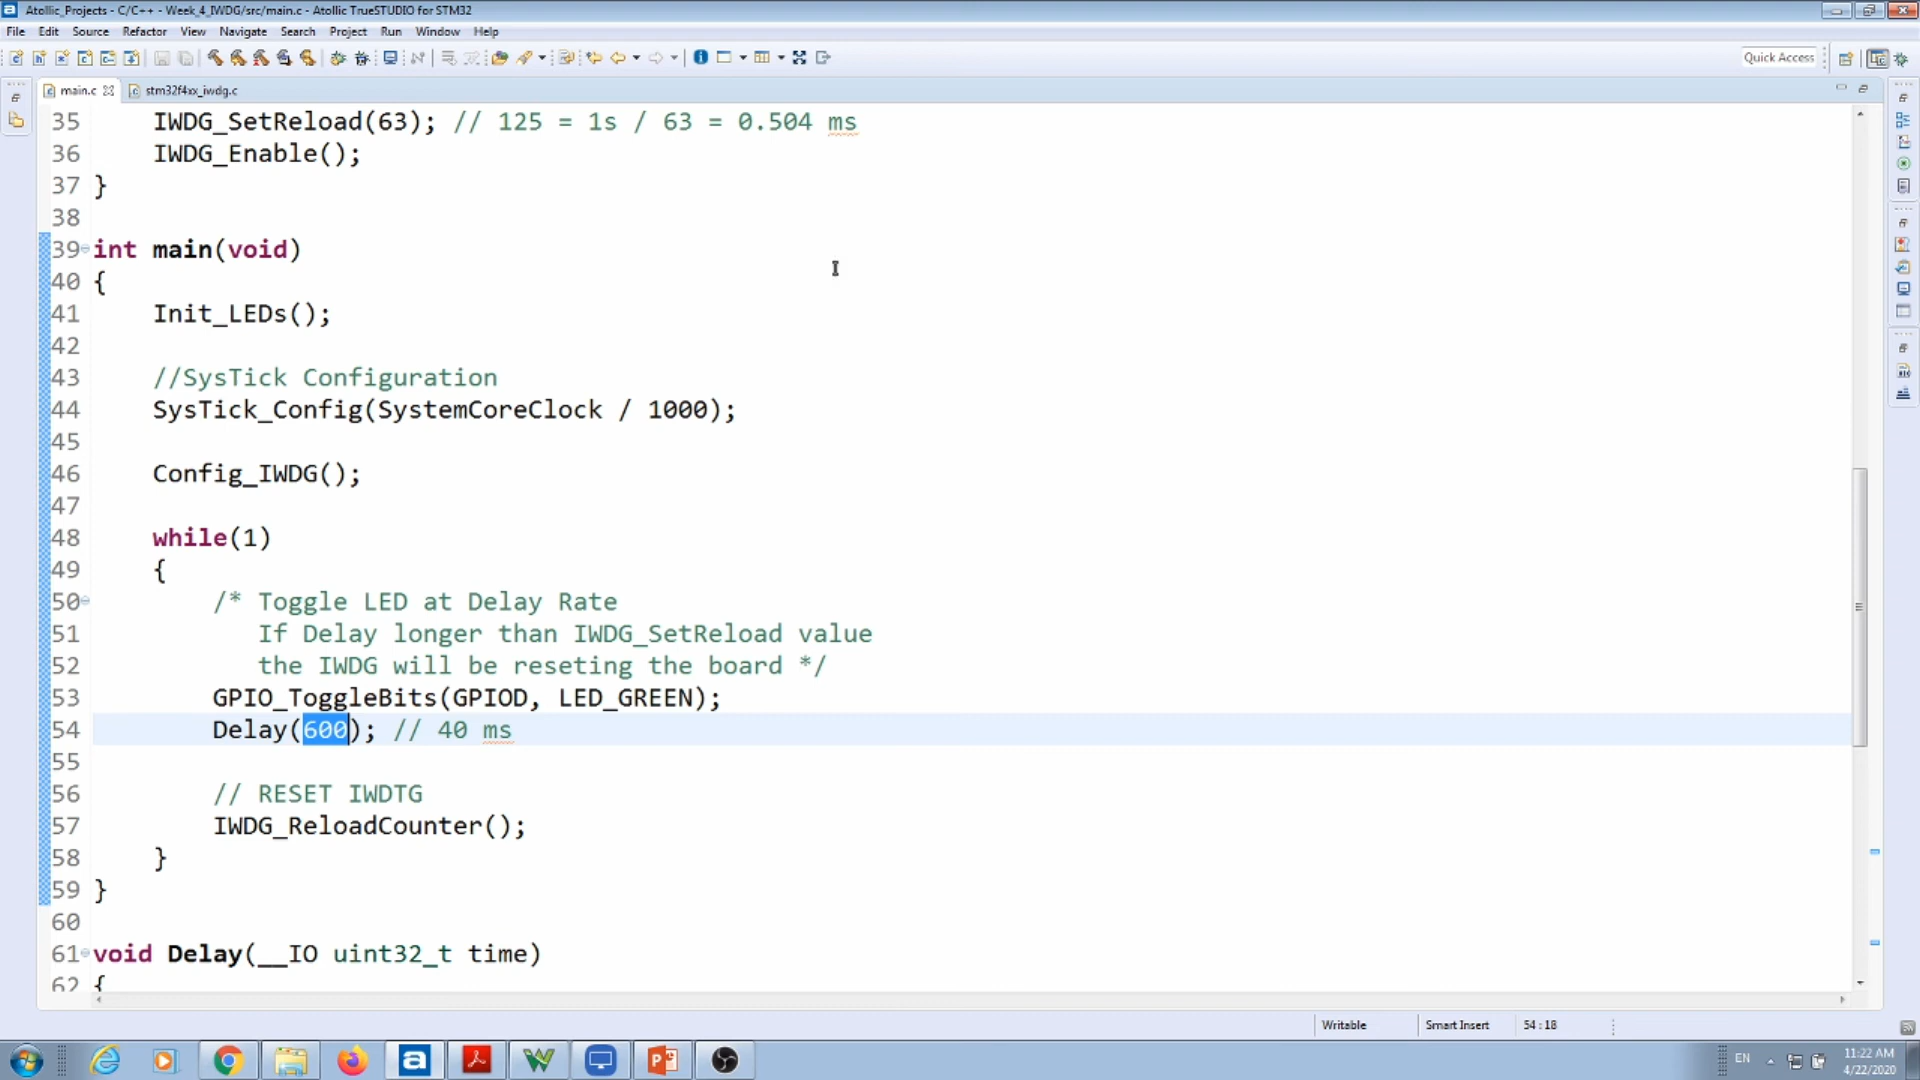 Atollic_Projects - C/C++ - Week_4_IWDG/src/main.c - Atollic TrueSTUDIO for STM32
File Edit Source Refactor View Navigate Search Project Run Window Help
Quick Access
main.c stm32f4xx_iwdg.c
35 IWDG_SetReload(63); // 125 = 1s / 63 = 0.504 ms
36 IWDG_Enable();
37 }
38
39 int main(void)
40 {
41 Init_LEDs();
42
43 //SysTick Configuration
44 SysTick_Config(SystemCoreClock / 1000);
45
46 Config_IWDG();
47
48 while(1)
49 {
50 /* Toggle LED at Delay Rate
51 If Delay longer than IWDG_SetReload value
52 the IWDG will be reseting the board */
53 GPIO_ToggleBits(GPIOD, LED_GREEN);
54 Delay(600); // 40 ms
55
56 // RESET IWDTG
57 IWDG_ReloadCounter();
58 }
59 }
60
61 void Delay(__IO uint32_t time)
62 {
Writable Smart Insert 54 : 18
EN 11:22 AM
4/22/2020